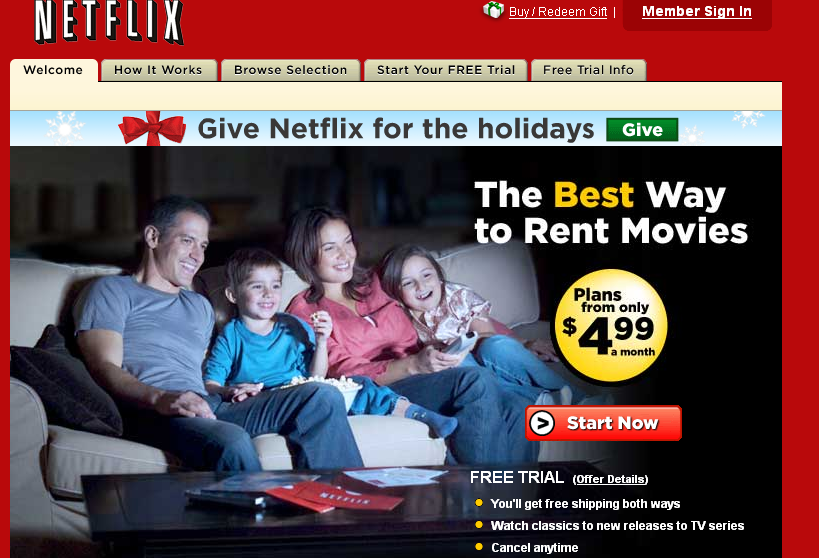 NETFLIX
Buy / Redeem Gift |
Member Sign In
Welcome
How It Works
Browse Selection
Start Your FREE Trial
Free Trial Info
Give Netflix for the holidays
Give
The Best Way
to Rent Movies
Plans
from only
$4.99
a month
> Start Now
FREE TRIAL (Offer Details)
You'll get free shipping both ways
Watch classics to new releases to TV series
Cancel anytime
NETFLIX